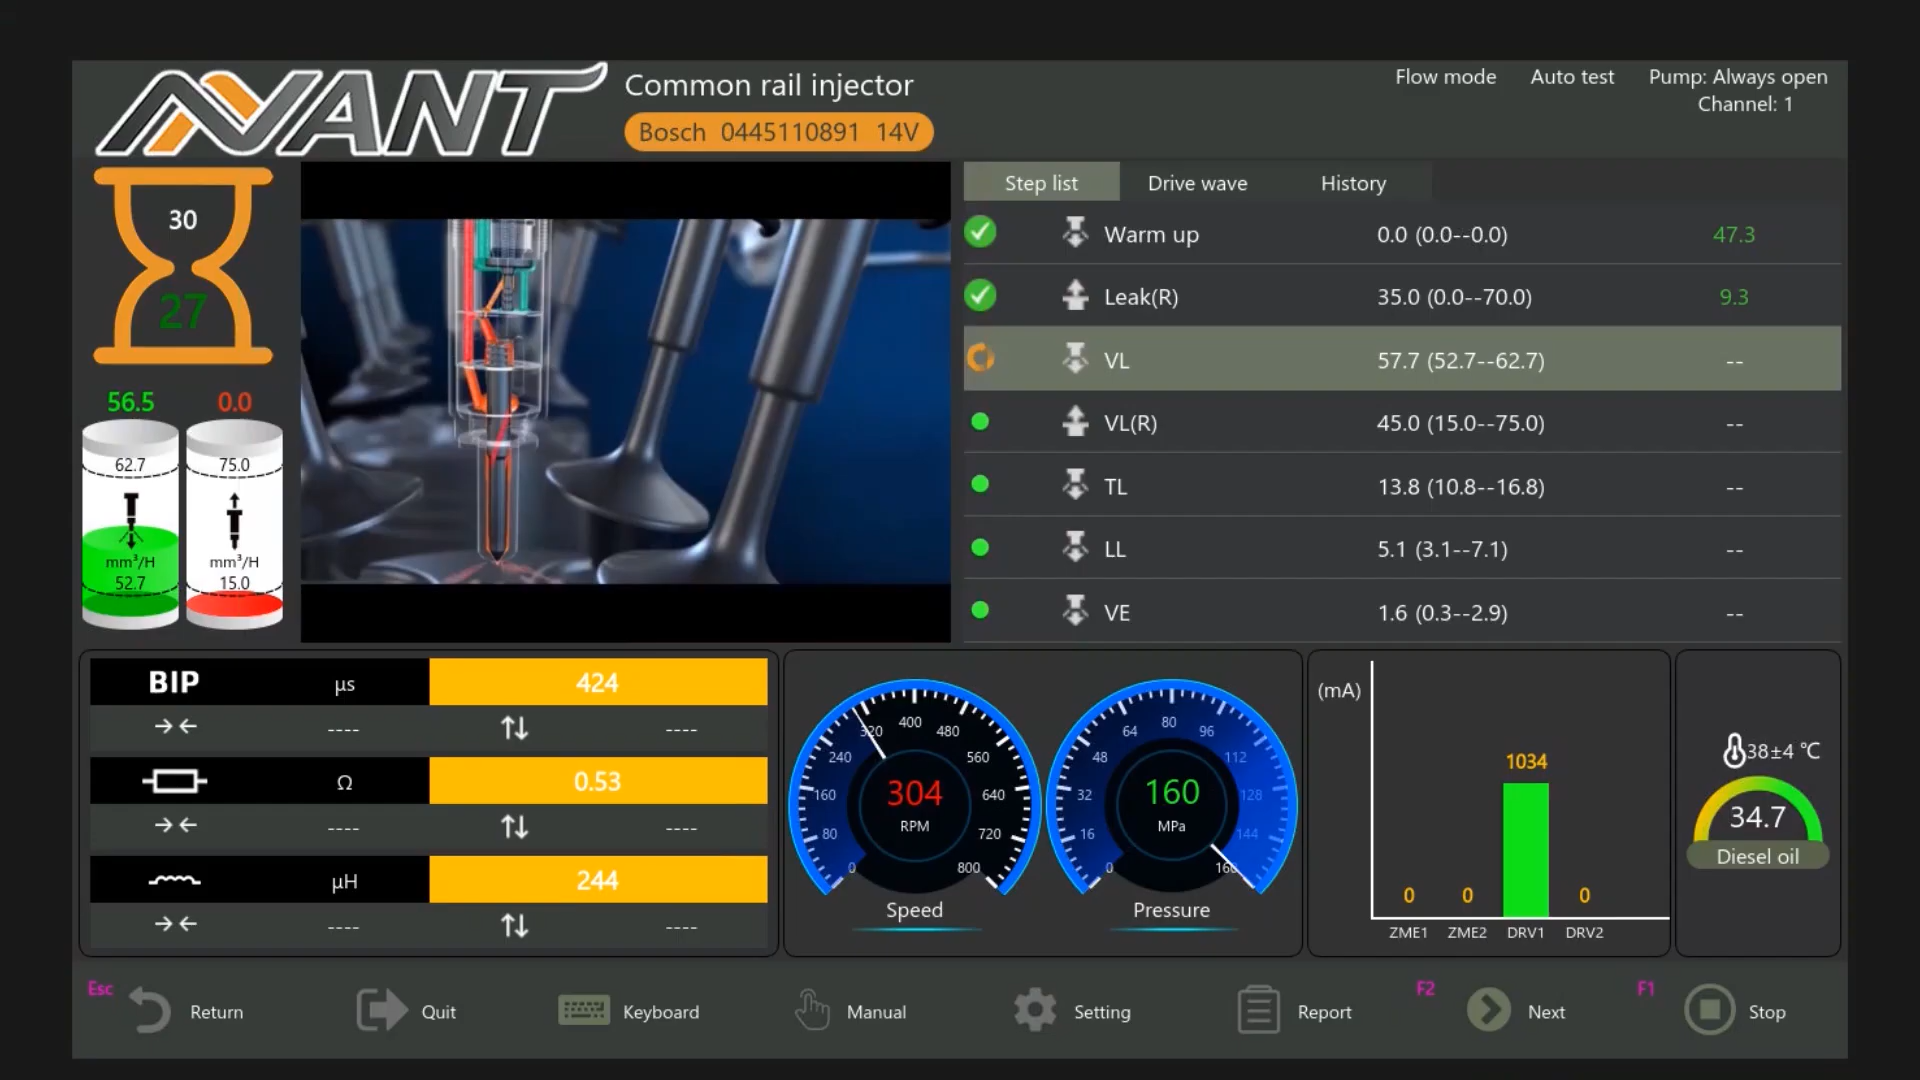 AVANT
Common rail injector
Bosch 0445110891 14V
Flow mode Auto test Pump: Always open
Channel: 1
30
27
56.5 0.0
62.7 75.0
mm³/H mm³/H
52.7 15.0
Step list Drive wave History
Warm up 0.0 (0.0--0.0) 47.3
Leak(R) 35.0 (0.0--70.0) 9.3
VL 57.7 (52.7--62.7) --
VL(R) 45.0 (15.0--75.0) --
TL 13.8 (10.8--16.8) --
LL 5.1 (3.1--7.1) --
VE 1.6 (0.3--2.9) --
BIP µs 424
---- ----
Ω 0.53
---- ----
µH 244
---- ----
0 80 160 240 320 400 480 560 640 720 800
304
RPM
Speed
0 16 32 48 64 80 96 112 128 144 160
160
MPa
Pressure
(mA)
1034
0 0 0
ZME1 ZME2 DRV1 DRV2
38±4 ℃
34.7
Diesel oil
Esc Return Quit Keyboard Manual Setting Report F2 Next F1 Stop